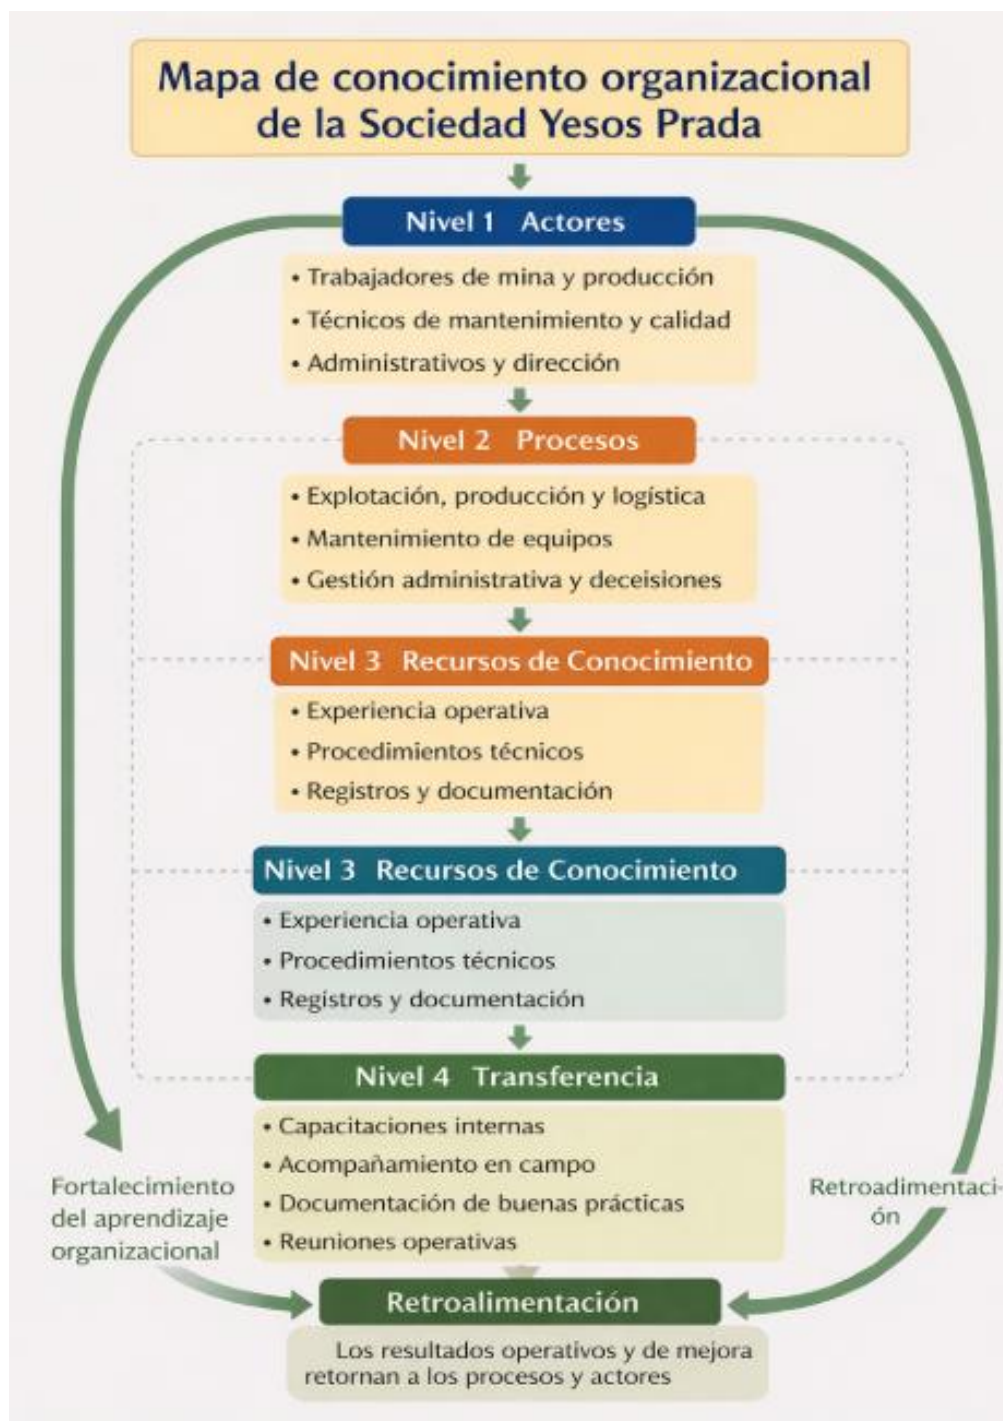 Mapa de conocimiento organizacional
de la Sociedad Yesos Prada
Nivel 1 Actores
• Trabajadores de mina y producción
• Técnicos de mantenimiento y calidad
• Administrativos y dirección
Nivel 2 Procesos
• Explotación, producción y logística
• Mantenimiento de equipos
• Gestión administrativa y deceisiones
Nivel 3 Recursos de Conocimiento
• Experiencia operativa
• Procedimientos técnicos
• Registros y documentación
Nivel 3 Recursos de Conocimiento
• Experiencia operativa
• Procedimientos técnicos
• Registros y documentación
Nivel 4 Transferencia
• Capacitaciones internas
• Acompañamiento en campo
• Documentación de buenas prácticas
• Reuniones operativas
Fortalecimiento
del aprendizaje
organizacional
Retroadimentaci-
ón
Retroalimentación
Los resultados operativos y de mejora
retornan a los procesos y actores